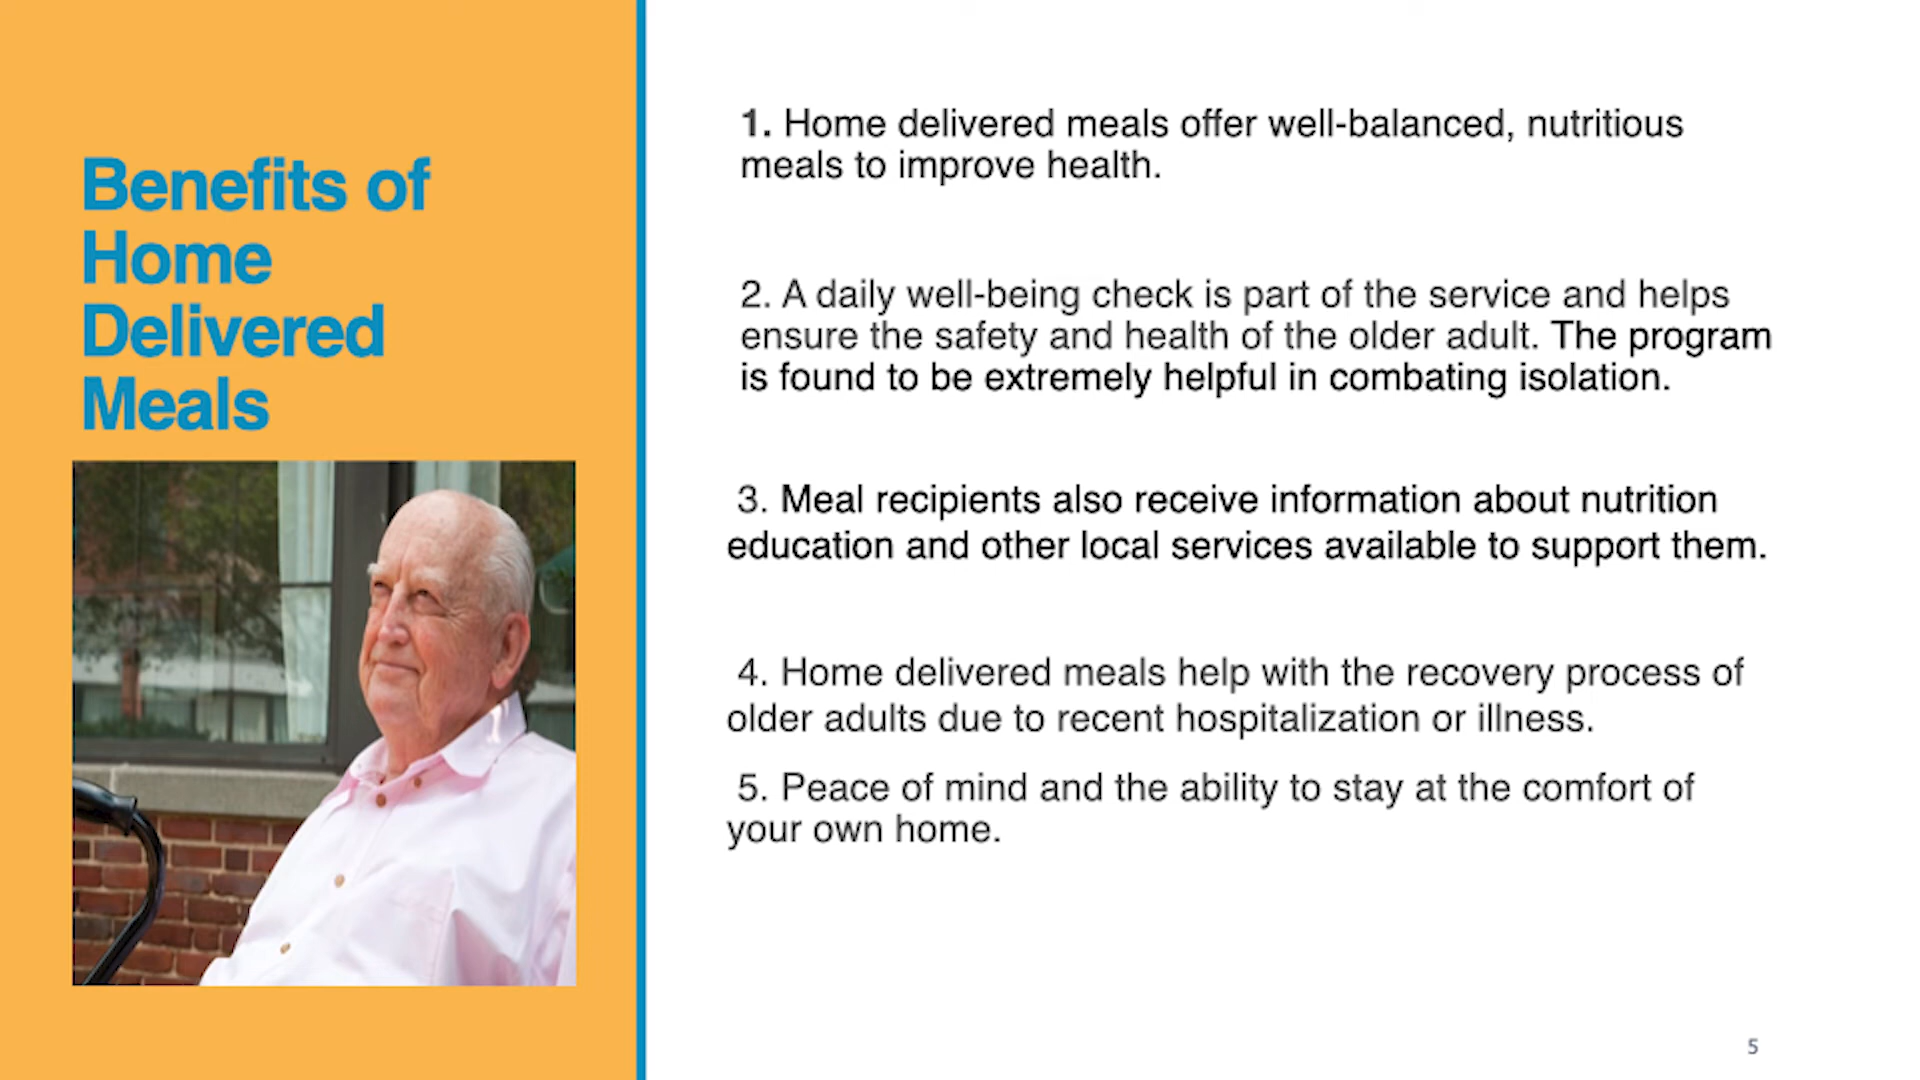 Benefits of
Home
Delivered
Meals
1. Home delivered meals offer well-balanced, nutritious
meals to improve health.
2. A daily well-being check is part of the service and helps
ensure the safety and health of the older adult. The program
is found to be extremely helpful in combating isolation.
3. Meal recipients also receive information about nutrition
education and other local services available to support them.
4. Home delivered meals help with the recovery process of
older adults due to recent hospitalization or illness.
5. Peace of mind and the ability to stay at the comfort of
your own home.
5